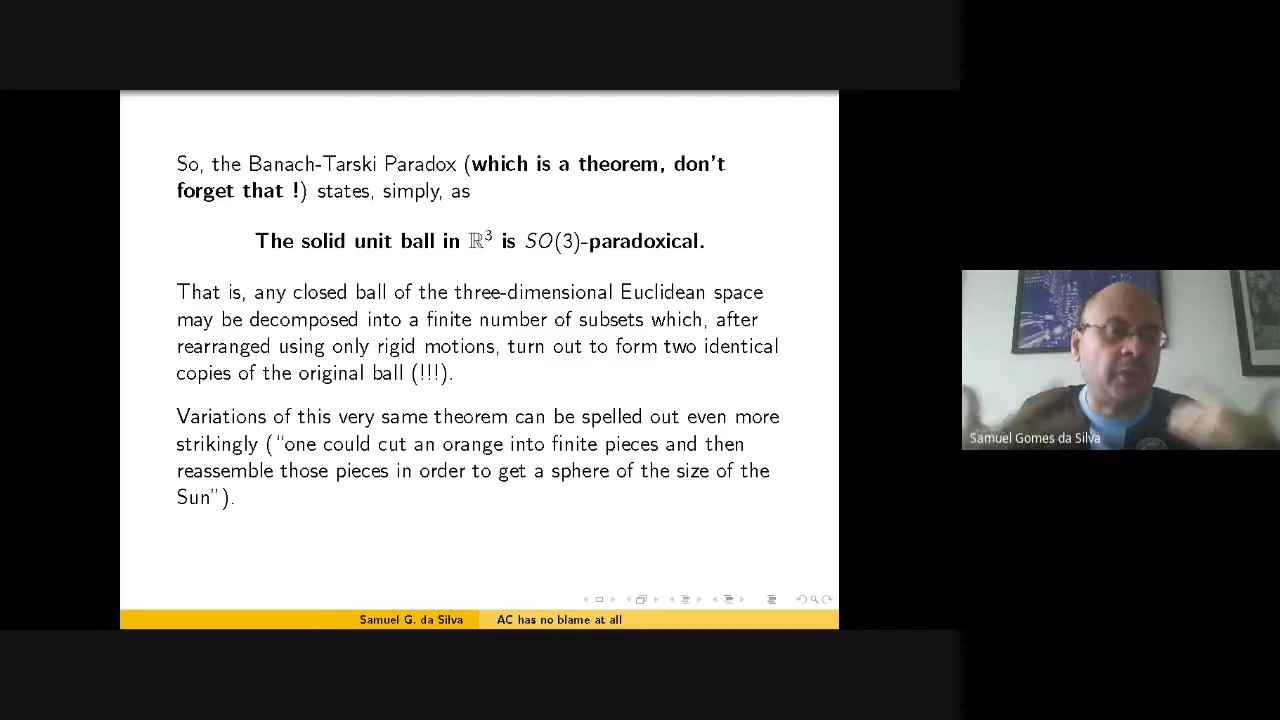 So, the Banach-Tarski Paradox (which is a theorem, don't
forget that !) states, simply, as
The solid unit ball in ℝ³ is SO(3)-paradoxical.
That is, any closed ball of the three-dimensional Euclidean space
may be decomposed into a finite number of subsets which, after
rearranged using only rigid motions, turn out to form two identical
copies of the original ball (!!!).
Variations of this very same theorem can be spelled out even more
strikingly (“one could cut an orange into finite pieces and then
reassemble those pieces in order to get a sphere of the size of the
Sun”).
Samuel G. da Silva AC has no blame at all
Samuel Gomes da Silva